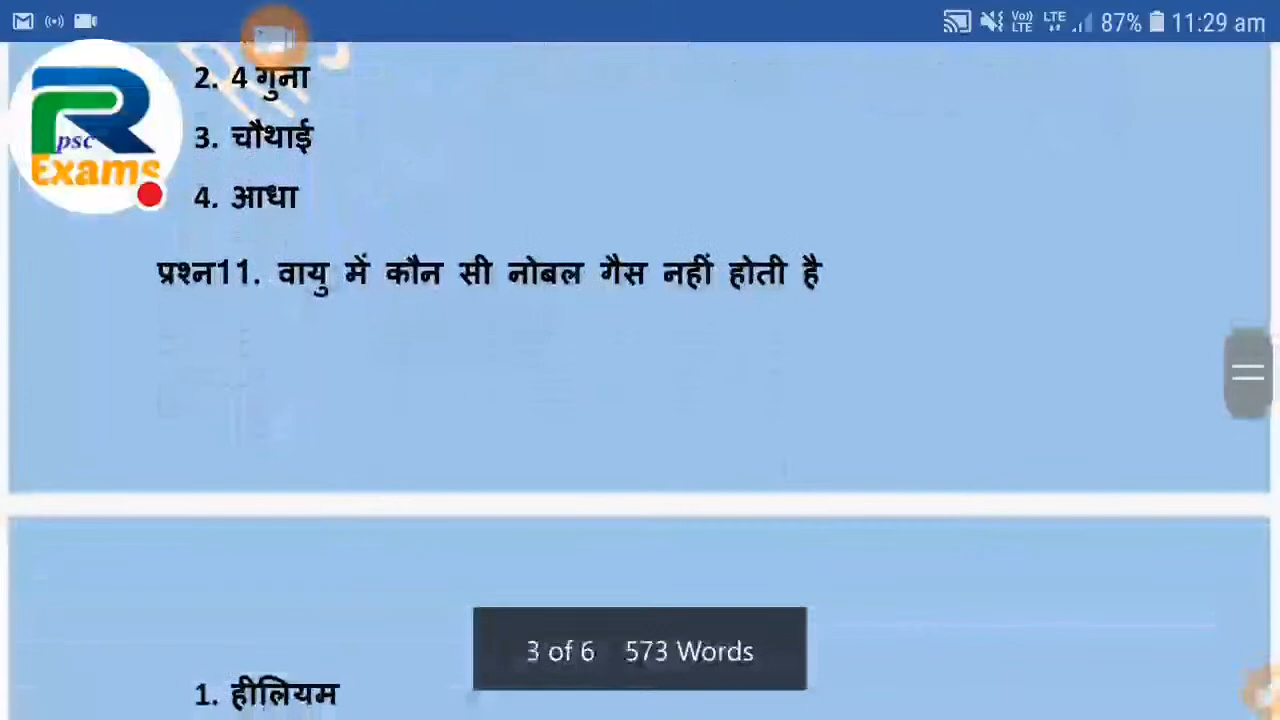 Vo)) LTE LTE 87% 11:29 am
R
psc
Exams
2. 4 गुना
3. चौथाई
4. आधा
प्रश्न11. वायु में कौन सी नोबल गैस नहीं होती है
3 of 6 573 Words
1. हीलियम